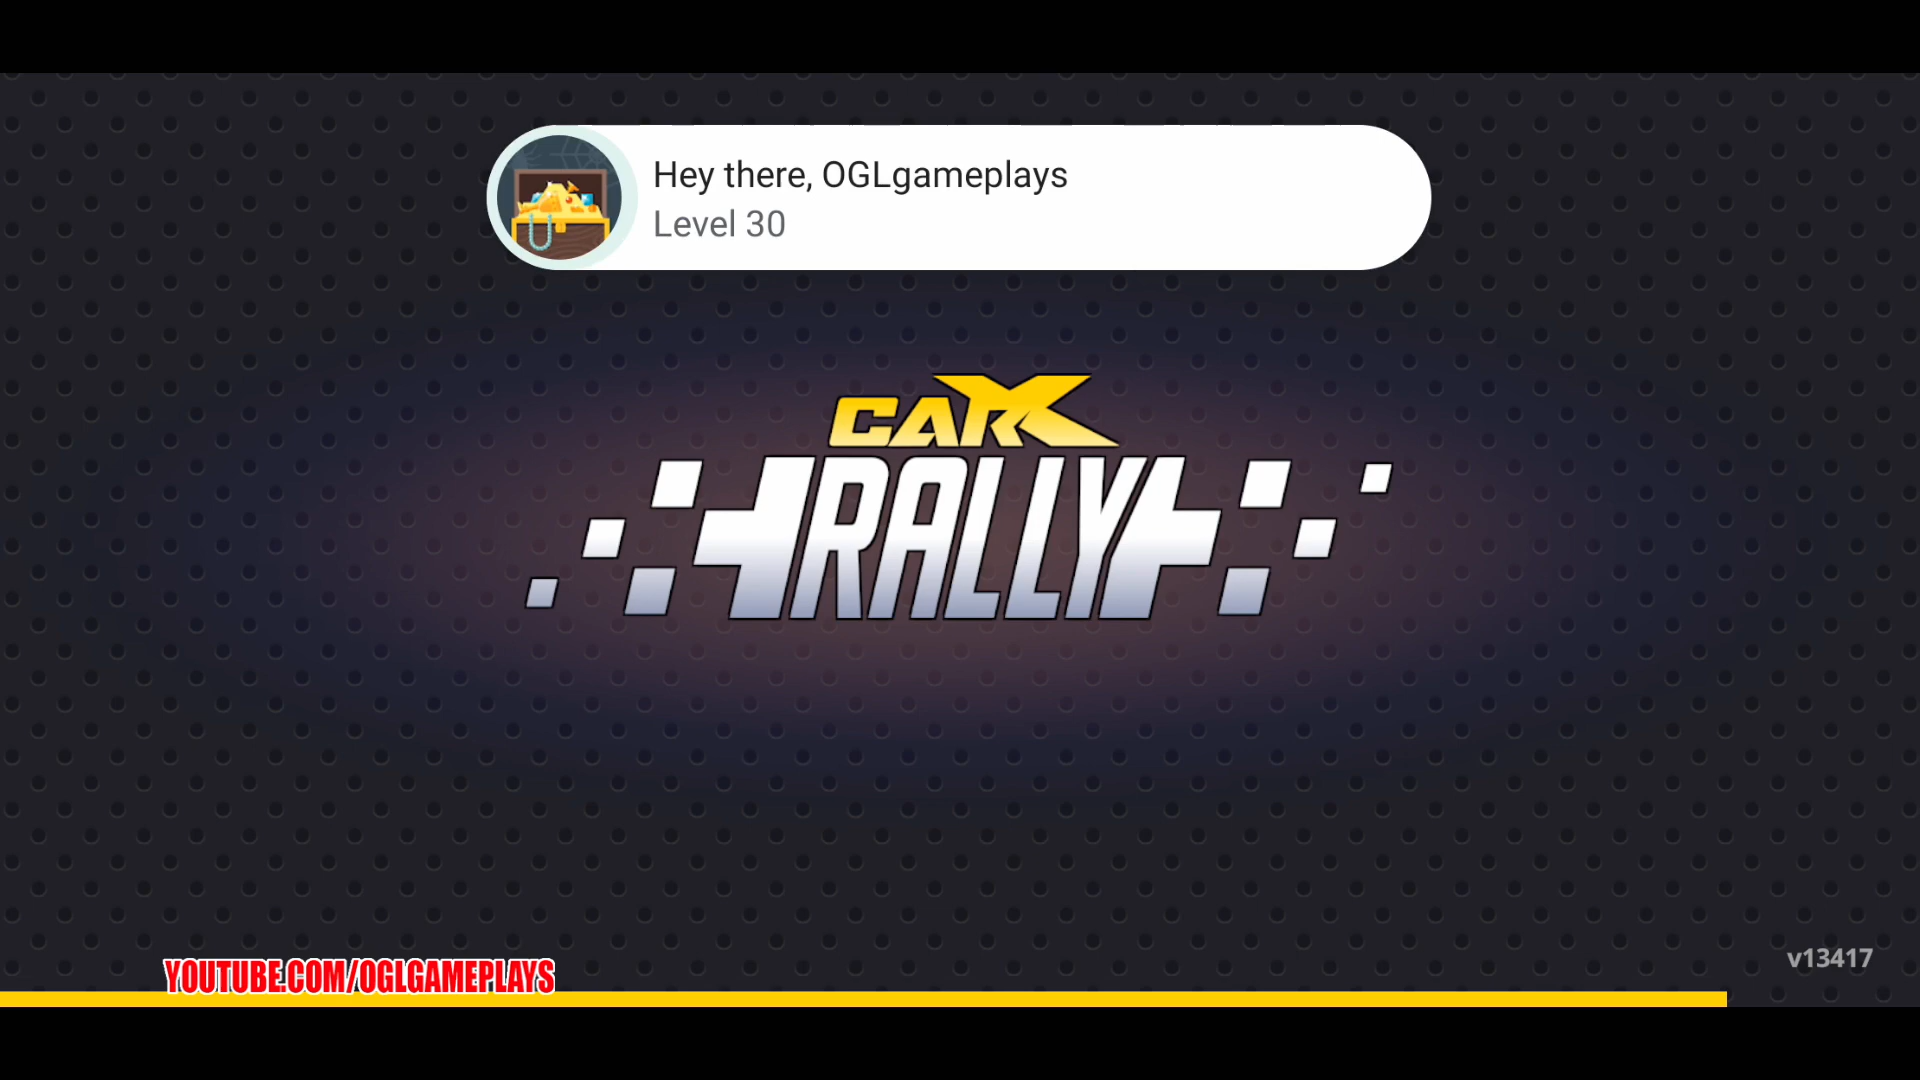 Hey there, OGLgameplays
Level 30
CARX
RALLY
v13417
YOUTUBE.COM/OGLGAMEPLAYS